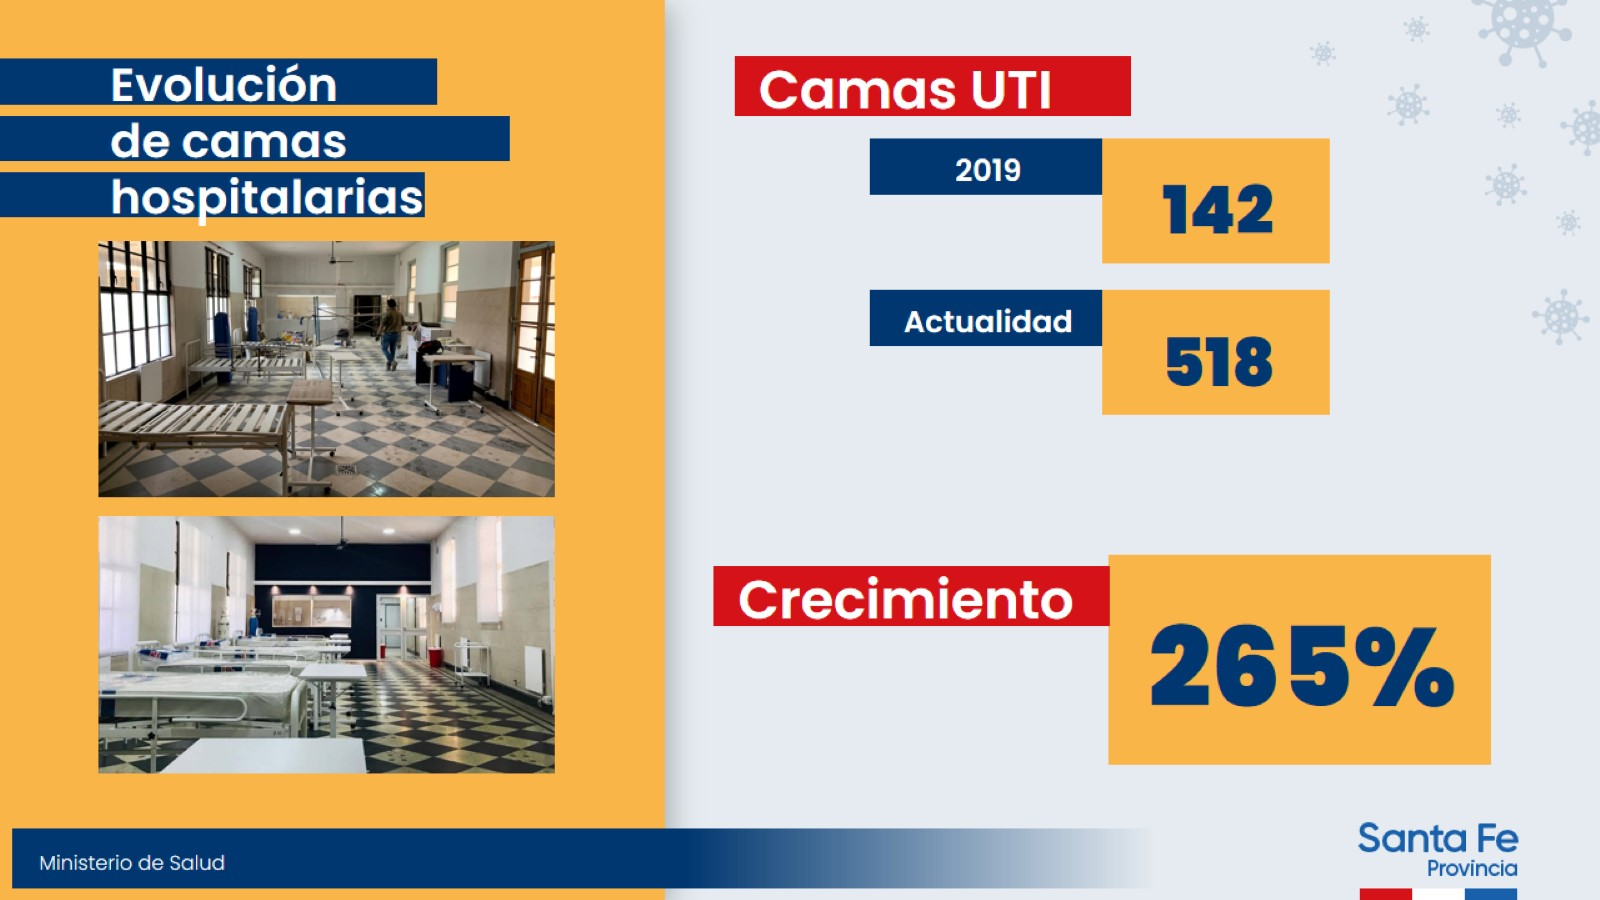 Evolución
de camas
hospitalarias
Camas UTI
2019
142
Actualidad
518
Crecimiento
265%
Ministerio de Salud
Santa Fe
Provincia